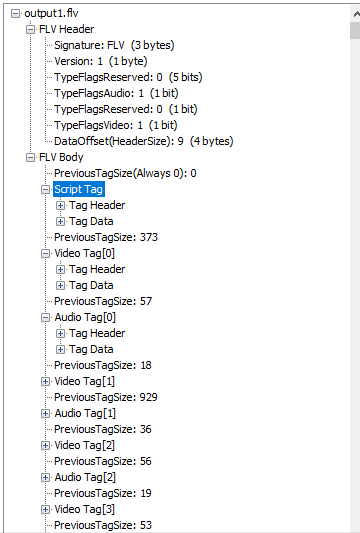 output1.flv
FLV Header
Signature: FLV (3 bytes)
Version: 1 (1 byte)
TypeFlagsReserved: 0 (5 bits)
TypeFlagsAudio: 1 (1 bit)
TypeFlagsReserved: 0 (1 bit)
TypeFlagsVideo: 1 (1 bit)
DataOffset(HeaderSize): 9 (4 bytes)
FLV Body
PreviousTagSize(Always 0): 0
Script Tag
Tag Header
Tag Data
PreviousTagSize: 373
Video Tag[0]
Tag Header
Tag Data
PreviousTagSize: 57
Audio Tag[0]
Tag Header
Tag Data
PreviousTagSize: 18
Video Tag[1]
PreviousTagSize: 929
Audio Tag[1]
PreviousTagSize: 36
Video Tag[2]
PreviousTagSize: 56
Audio Tag[2]
PreviousTagSize: 19
Video Tag[3]
PreviousTagSize: 53